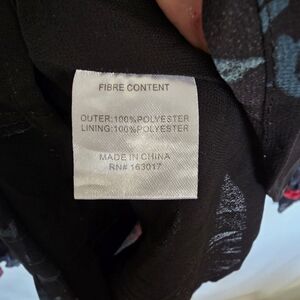 FIBRE CONTENT
OUTER:100%POLYESTER
LINING:100%POLYESTER
MADE IN CHINA
RN# 163017